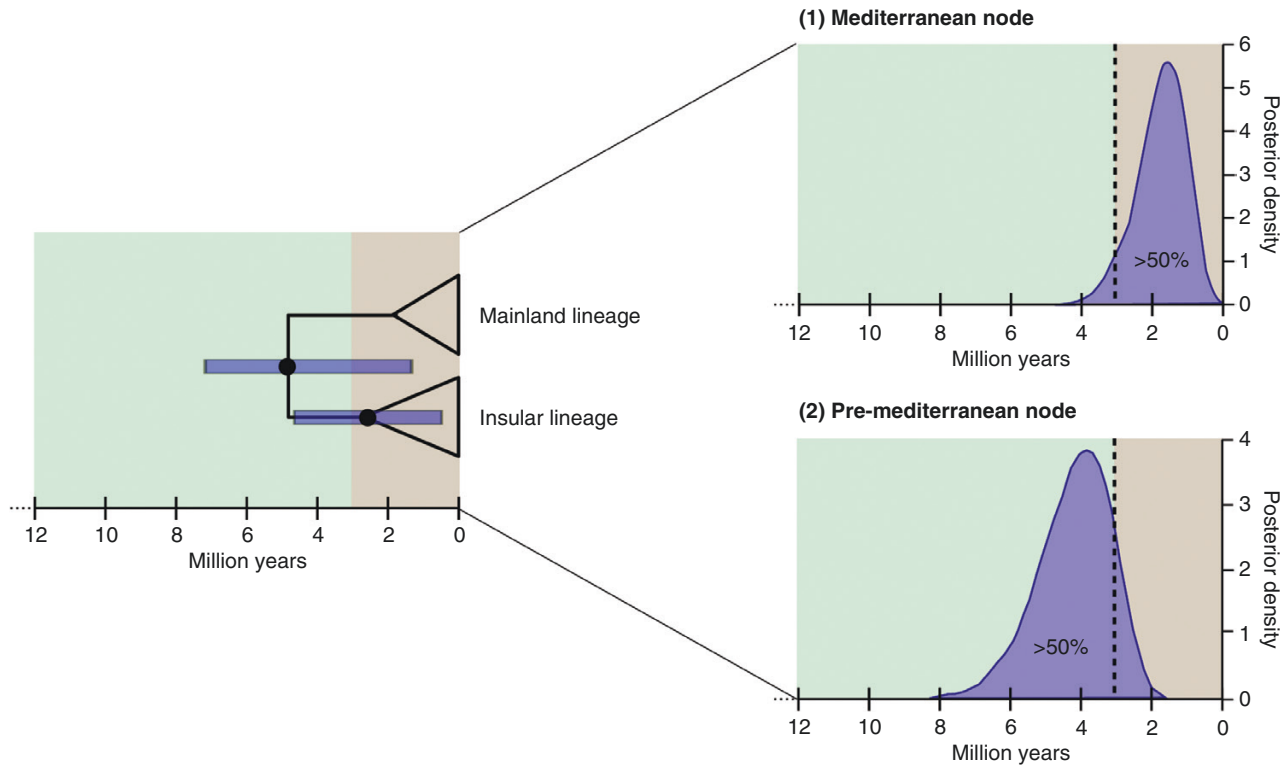 Mainland lineage
Insular lineage
12 10 8 6 4 2 0
Million years
(1) Mediterranean node
6
5
4
3
2
1
0
Posterior density
>50%
12 10 8 6 4 2 0
Million years
(2) Pre-mediterranean node
4
3
2
1
0
Posterior density
>50%
12 10 8 6 4 2 0
Million years